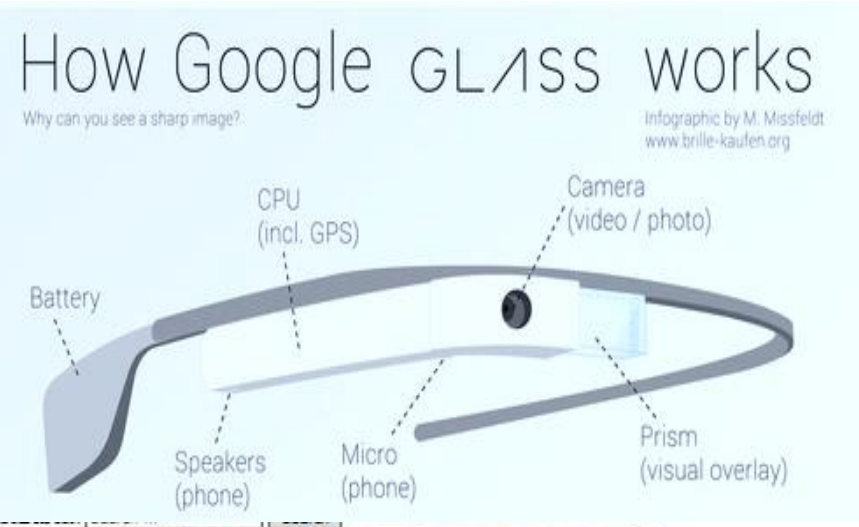 How Google GLASS works
Why can you see a sharp image?
Infographic by M. Missfeldt
www.brille-kaufen.org
Camera
(video / photo)
CPU
(incl. GPS)
Battery
Speakers
(phone)
Micro
(phone)
Prism
(visual overlay)